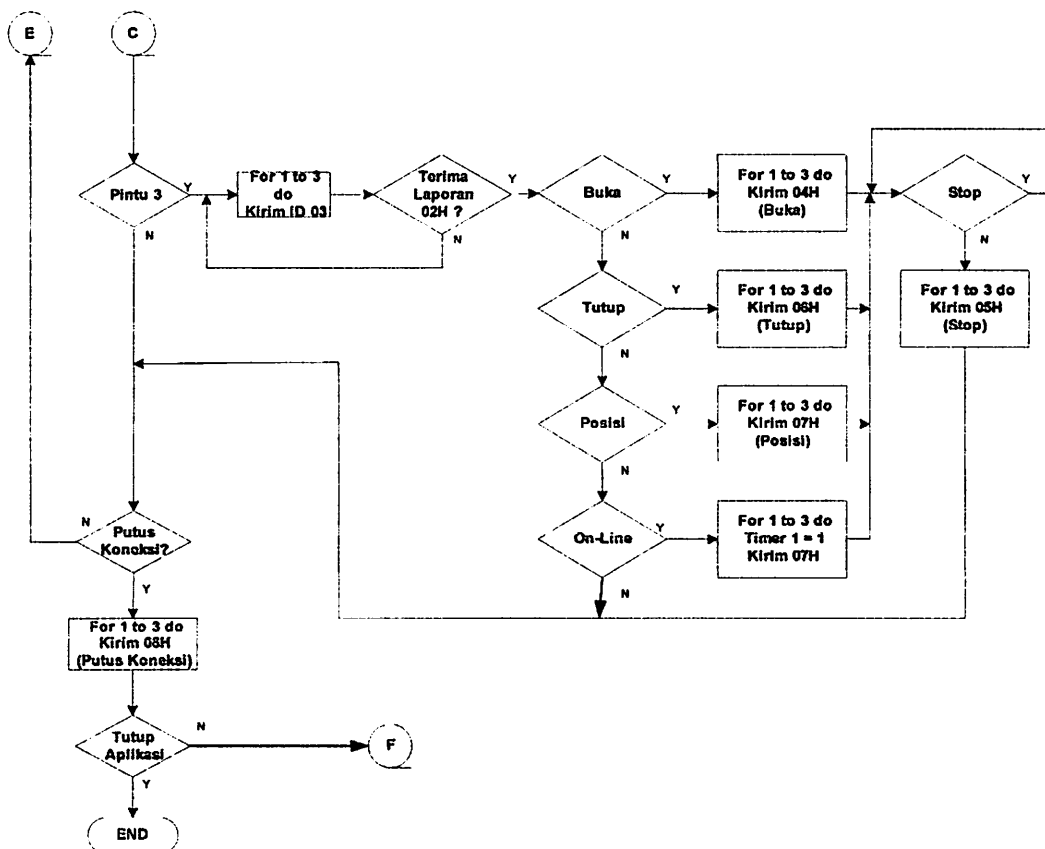 E
C
Pintu 3
Y
N
For 1 to 3
do
Kirim ID 03
Terima
Laporan
02H ?
Y
N
Buka
Y
N
For 1 to 3 do
Kirim 04H
(Buka)
Stop
Y
N
For 1 to 3 do
Kirim 05H
(Stop)
Tutup
Y
N
For 1 to 3 do
Kirim 06H
(Tutup)
Posisi
Y
N
For 1 to 3 do
Kirim 07H
(Posisi)
On-Line
Y
N
For 1 to 3 do
Timer 1 = 1
Kirim 07H
Putus
Koneksi?
N
Y
For 1 to 3 do
Kirim 08H
(Putus Koneksi)
Tutup
Aplikasi
N
Y
F
END